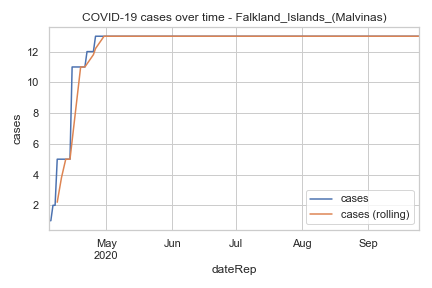 COVID-19 cases over time - Falkland_Islands_(Malvinas)
12
10
8
6
4
2
cases
May
2020
Jun
Jul
Aug
Sep
dateRep
cases
cases (rolling)